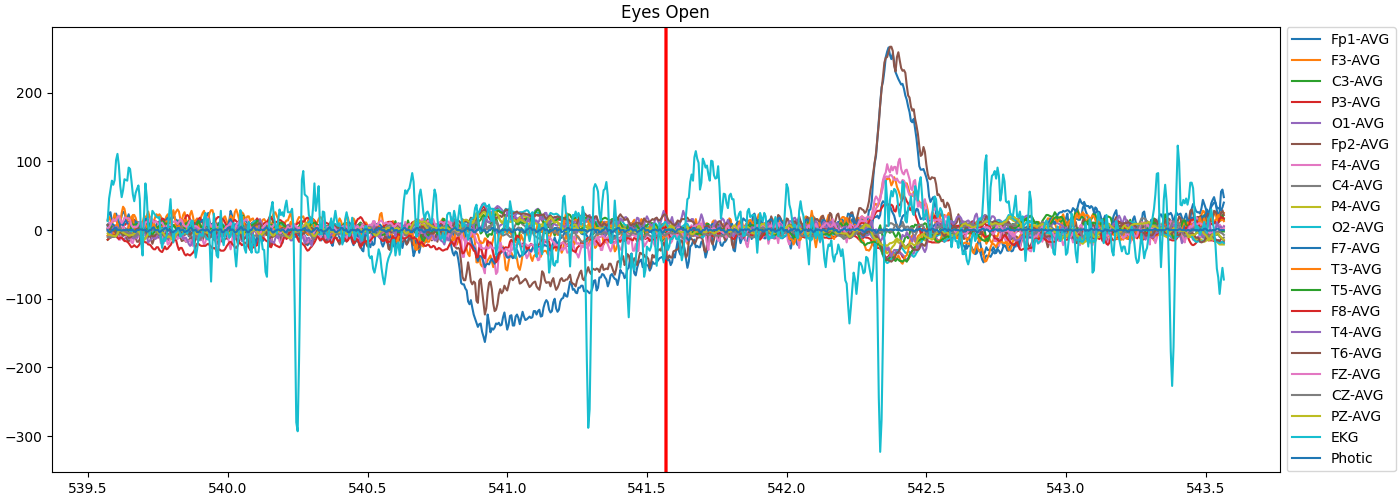 Eyes Open
200
100
0
−100
−200
−300
539.5 540.0 540.5 541.0 541.5 542.0 542.5 543.0 543.5
Fp1-AVG
F3-AVG
C3-AVG
P3-AVG
O1-AVG
Fp2-AVG
F4-AVG
C4-AVG
P4-AVG
O2-AVG
F7-AVG
T3-AVG
T5-AVG
F8-AVG
T4-AVG
T6-AVG
FZ-AVG
CZ-AVG
PZ-AVG
EKG
Photic